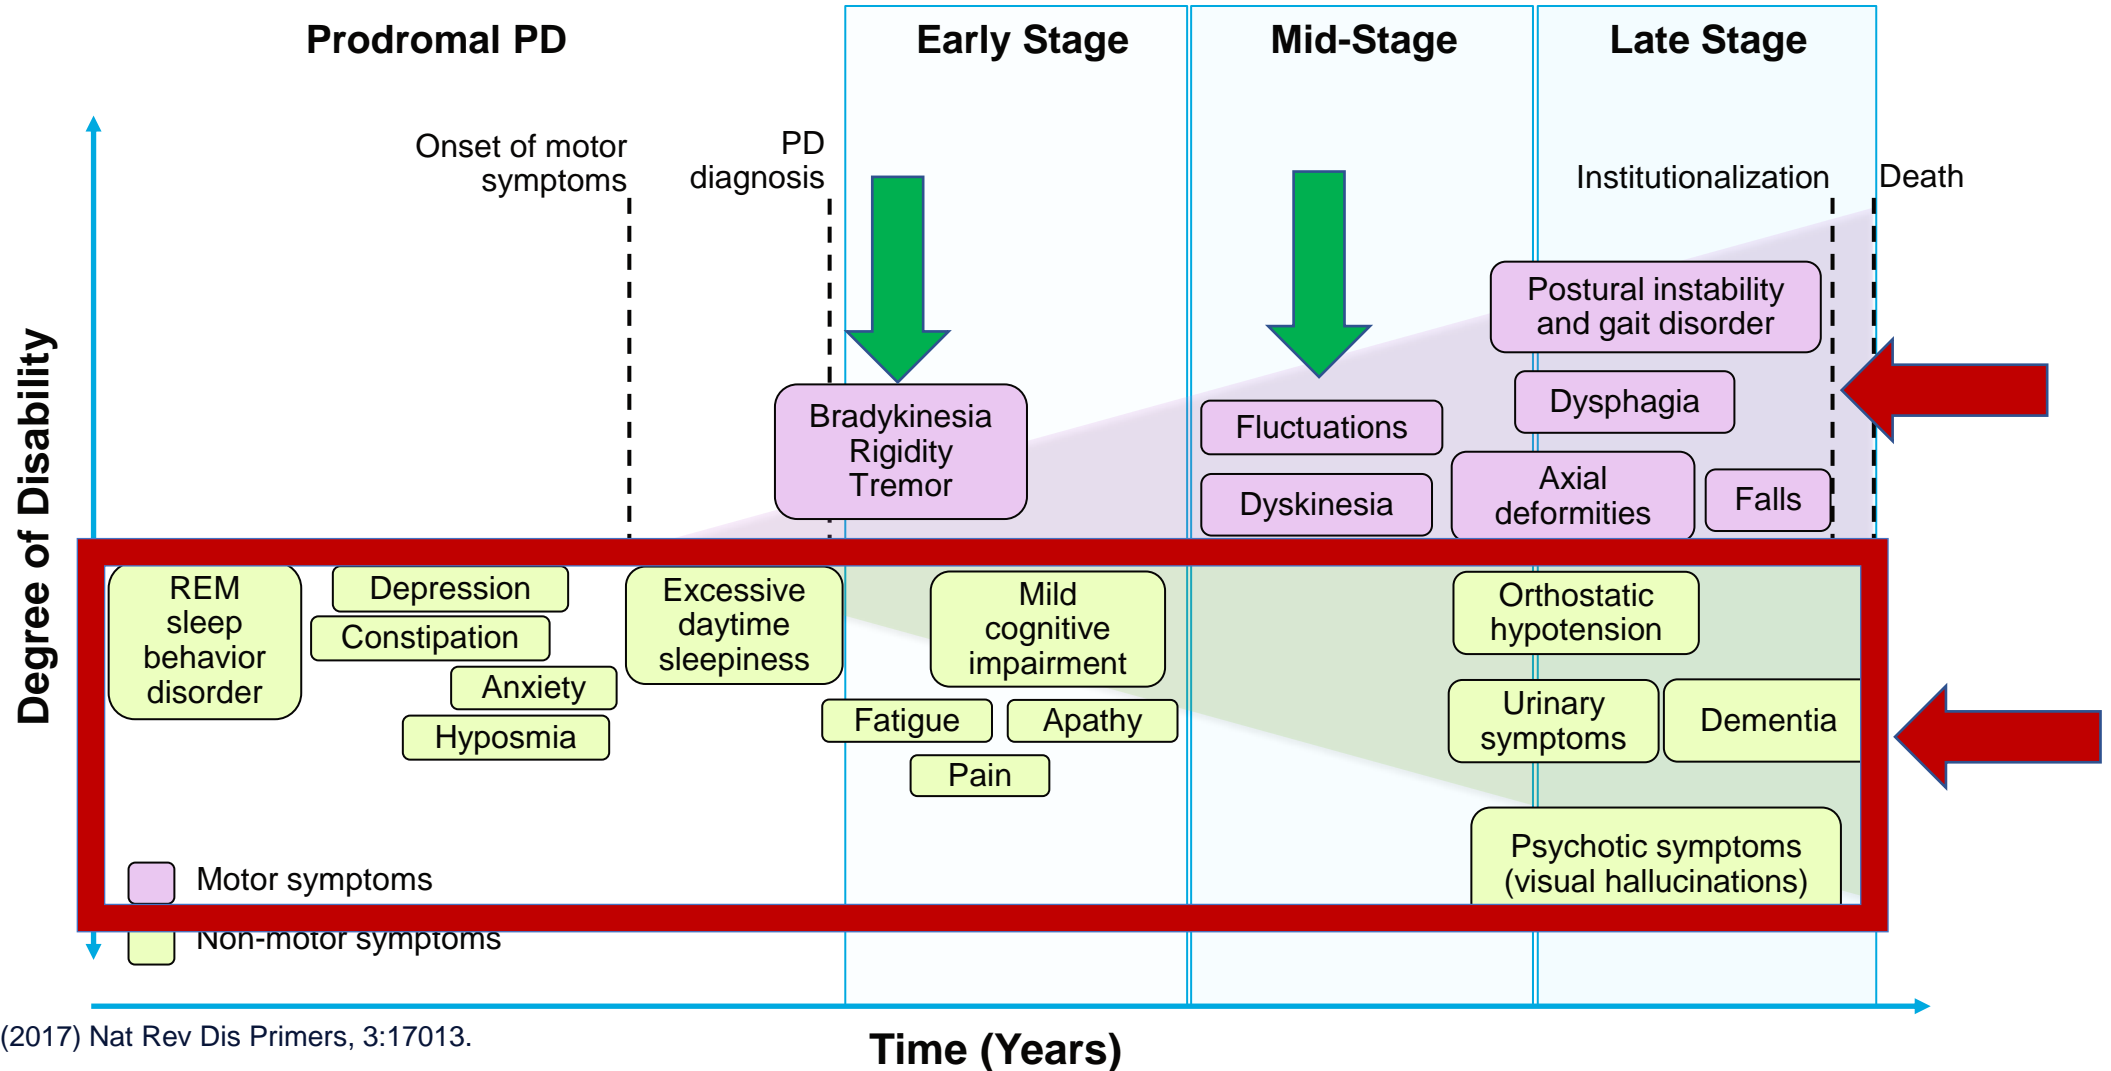 Prodromal PD
Early Stage
Mid-Stage
Late Stage
Onset of motor
symptoms
PD
diagnosis
Institutionalization
Death
Degree of Disability
Postural instability
and gait disorder
Bradykinesia
Rigidity
Tremor
Fluctuations
Dysphagia
Dyskinesia
Axial
deformities
Falls
REM
sleep
behavior
disorder
Depression
Constipation
Anxiety
Hyposmia
Excessive
daytime
sleepiness
Mild
cognitive
impairment
Fatigue
Apathy
Pain
Orthostatic
hypotension
Urinary
symptoms
Dementia
Psychotic symptoms
(visual hallucinations)
Motor symptoms
Non-motor symptoms
(2017) Nat Rev Dis Primers, 3:17013.
Time (Years)